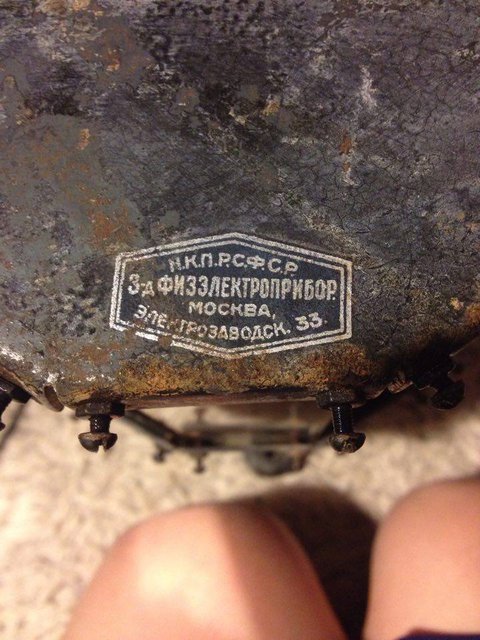 Н.К.П.Р.С.Ф.С.Р
З-д ФИЗЭЛЕКТРОПРИБОР.
МОСКВА,
ЭЛЕКТРОЗАВОДСК. 33.